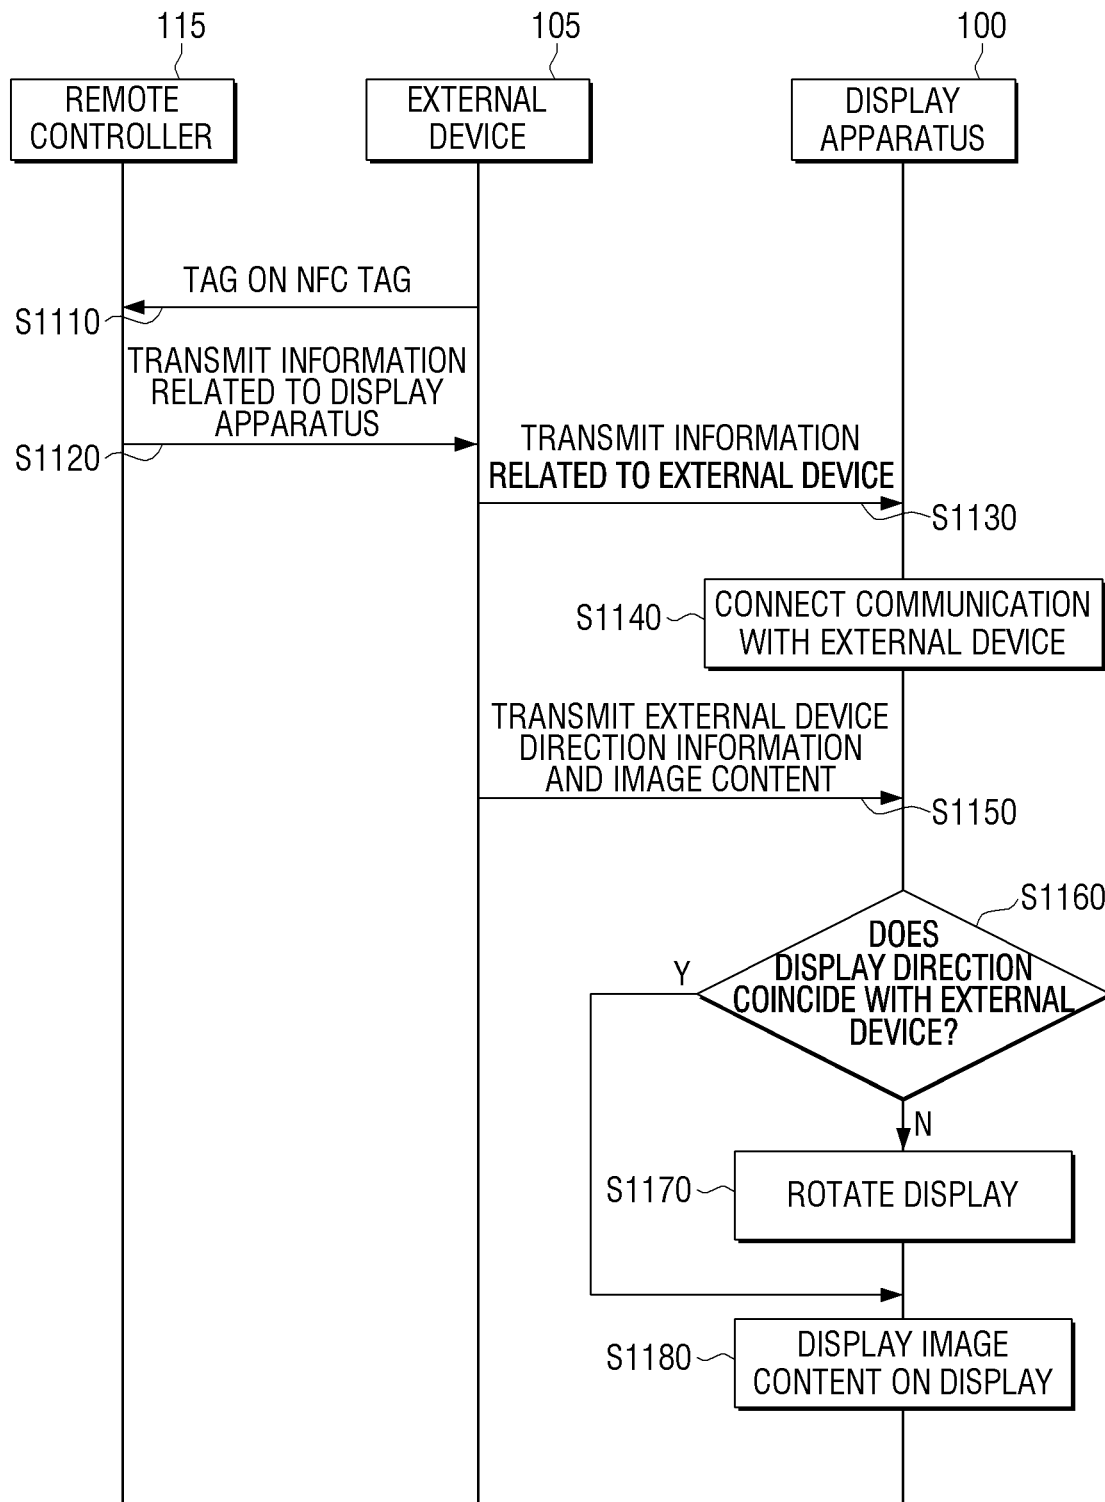 115
105
100
REMOTE
CONTROLLER
EXTERNAL
DEVICE
DISPLAY
APPARATUS
TAG ON NFC TAG
S1110
TRANSMIT INFORMATION
RELATED TO DISPLAY
APPARATUS
S1120
TRANSMIT INFORMATION
RELATED TO EXTERNAL DEVICE
S1130
S1140
CONNECT COMMUNICATION
WITH EXTERNAL DEVICE
TRANSMIT EXTERNAL DEVICE
DIRECTION INFORMATION
AND IMAGE CONTENT
S1150
S1160
DOES
DISPLAY DIRECTION
COINCIDE WITH EXTERNAL
DEVICE?
Y
N
S1170
ROTATE DISPLAY
S1180
DISPLAY IMAGE
CONTENT ON DISPLAY